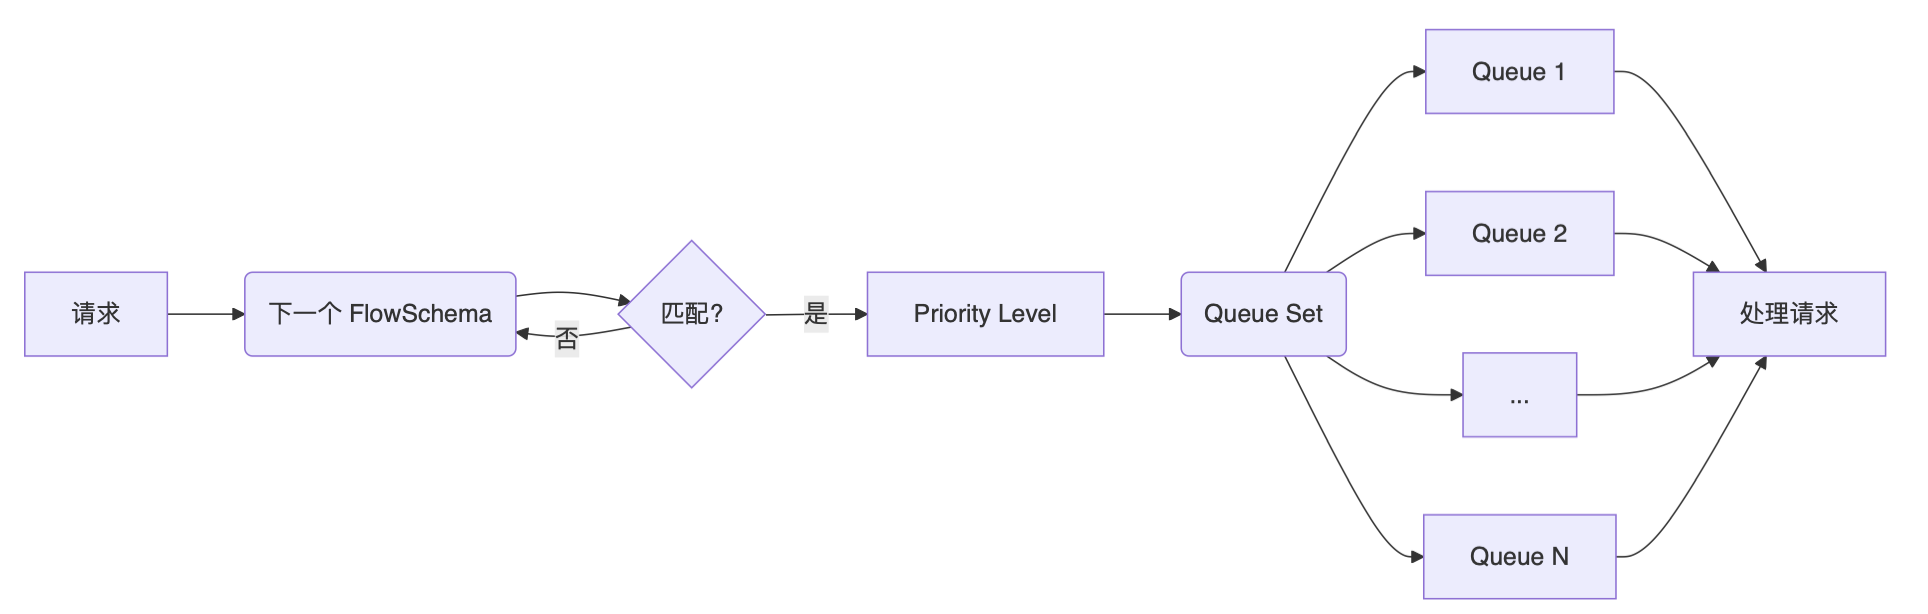 请求
下一个 FlowSchema
匹配?
否
是
Priority Level
Queue Set
Queue 1
Queue 2
...
Queue N
处理请求